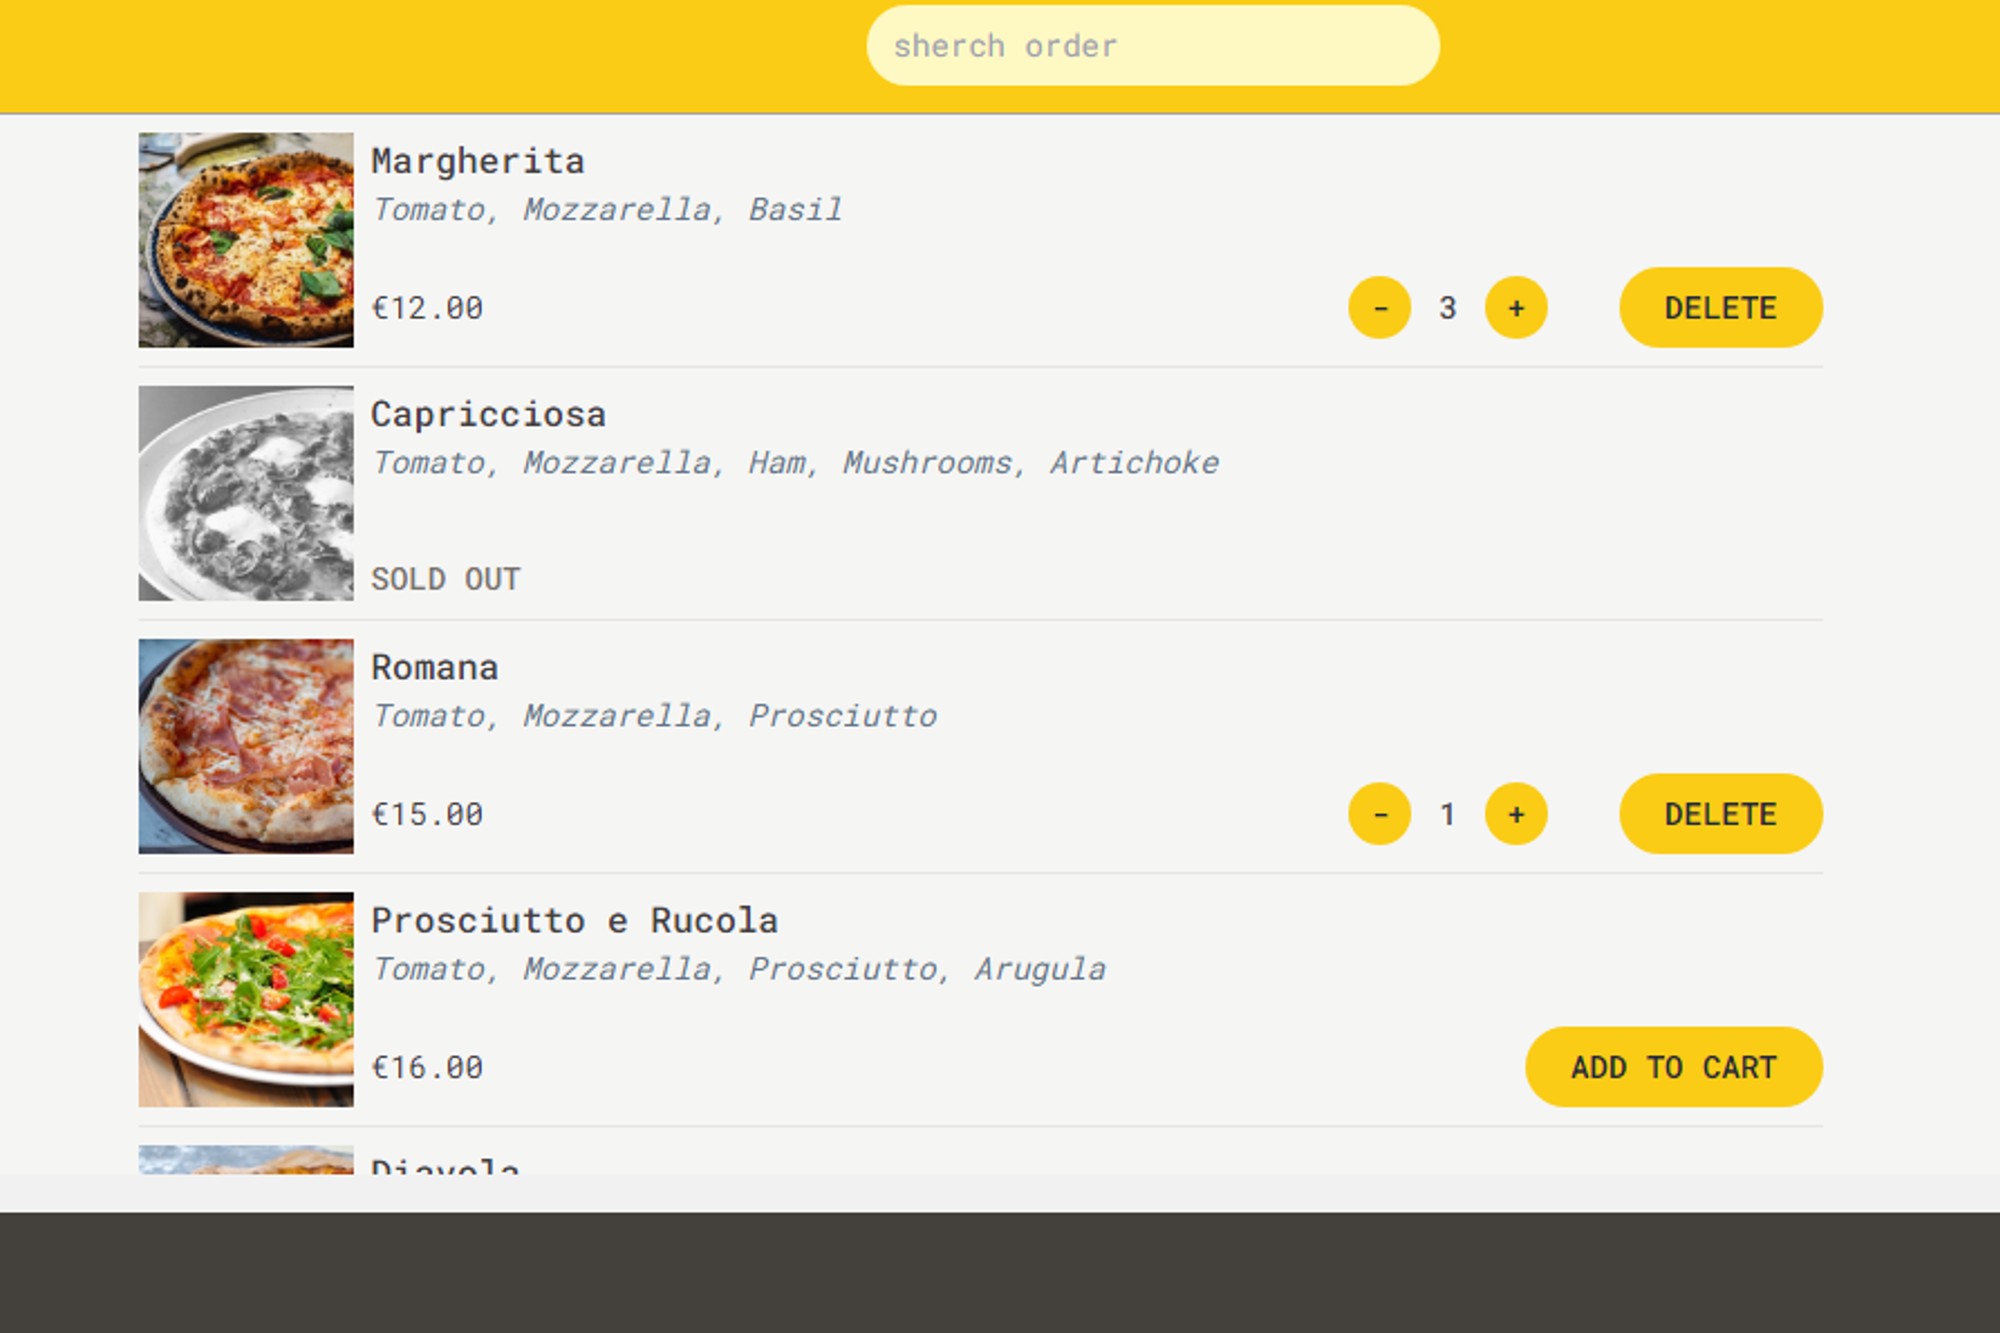 sherch order
Margherita
Tomato, Mozzarella, Basil
€12.00 - 3 + DELETE
Capricciosa
Tomato, Mozzarella, Ham, Mushrooms, Artichoke
SOLD OUT
Romana
Tomato, Mozzarella, Prosciutto
€15.00 - 1 + DELETE
Prosciutto e Rucola
Tomato, Mozzarella, Prosciutto, Arugula
€16.00 ADD TO CART
Diavola